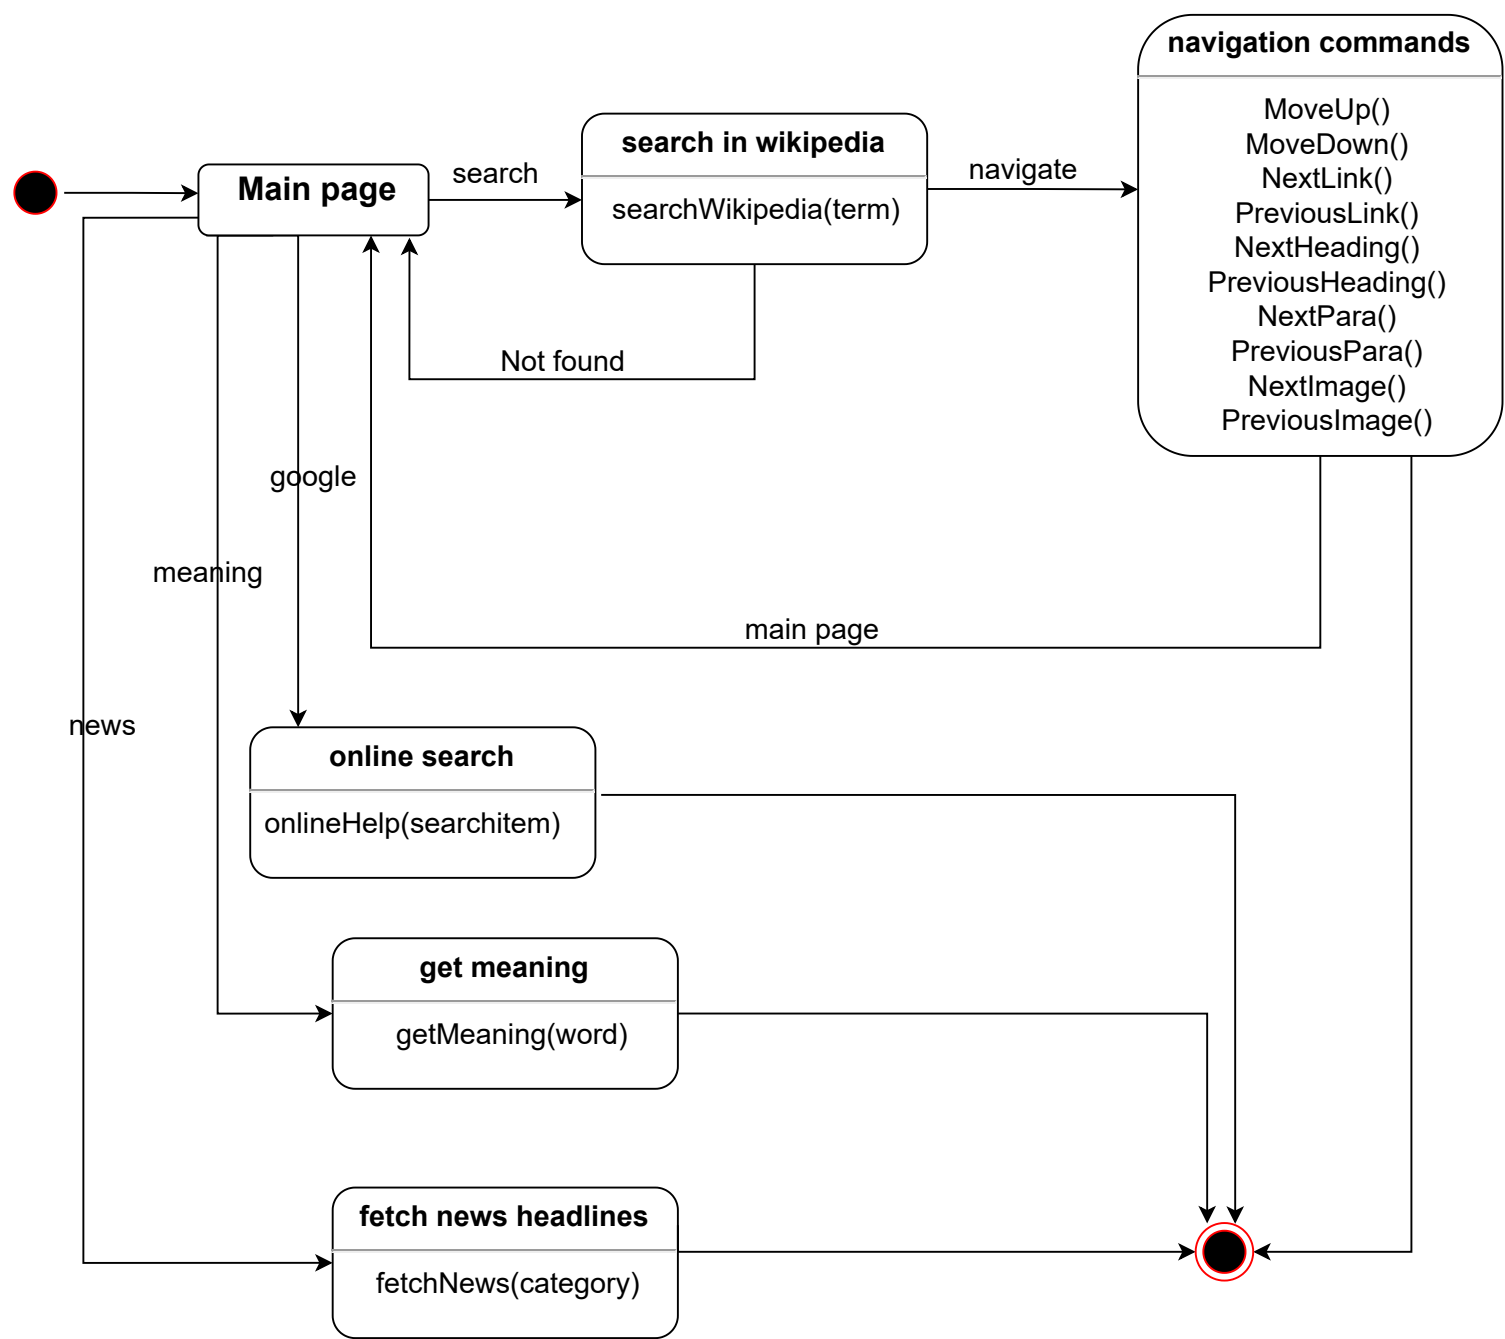 navigation commands
MoveUp()
MoveDown()
NextLink()
PreviousLink()
NextHeading()
PreviousHeading()
NextPara()
PreviousPara()
NextImage()
PreviousImage()
search in wikipedia
searchWikipedia(term)
navigate
search
Main page
Not found
google
meaning
main page
news
online search
onlineHelp(searchitem)
get meaning
getMeaning(word)
fetch news headlines
fetchNews(category)